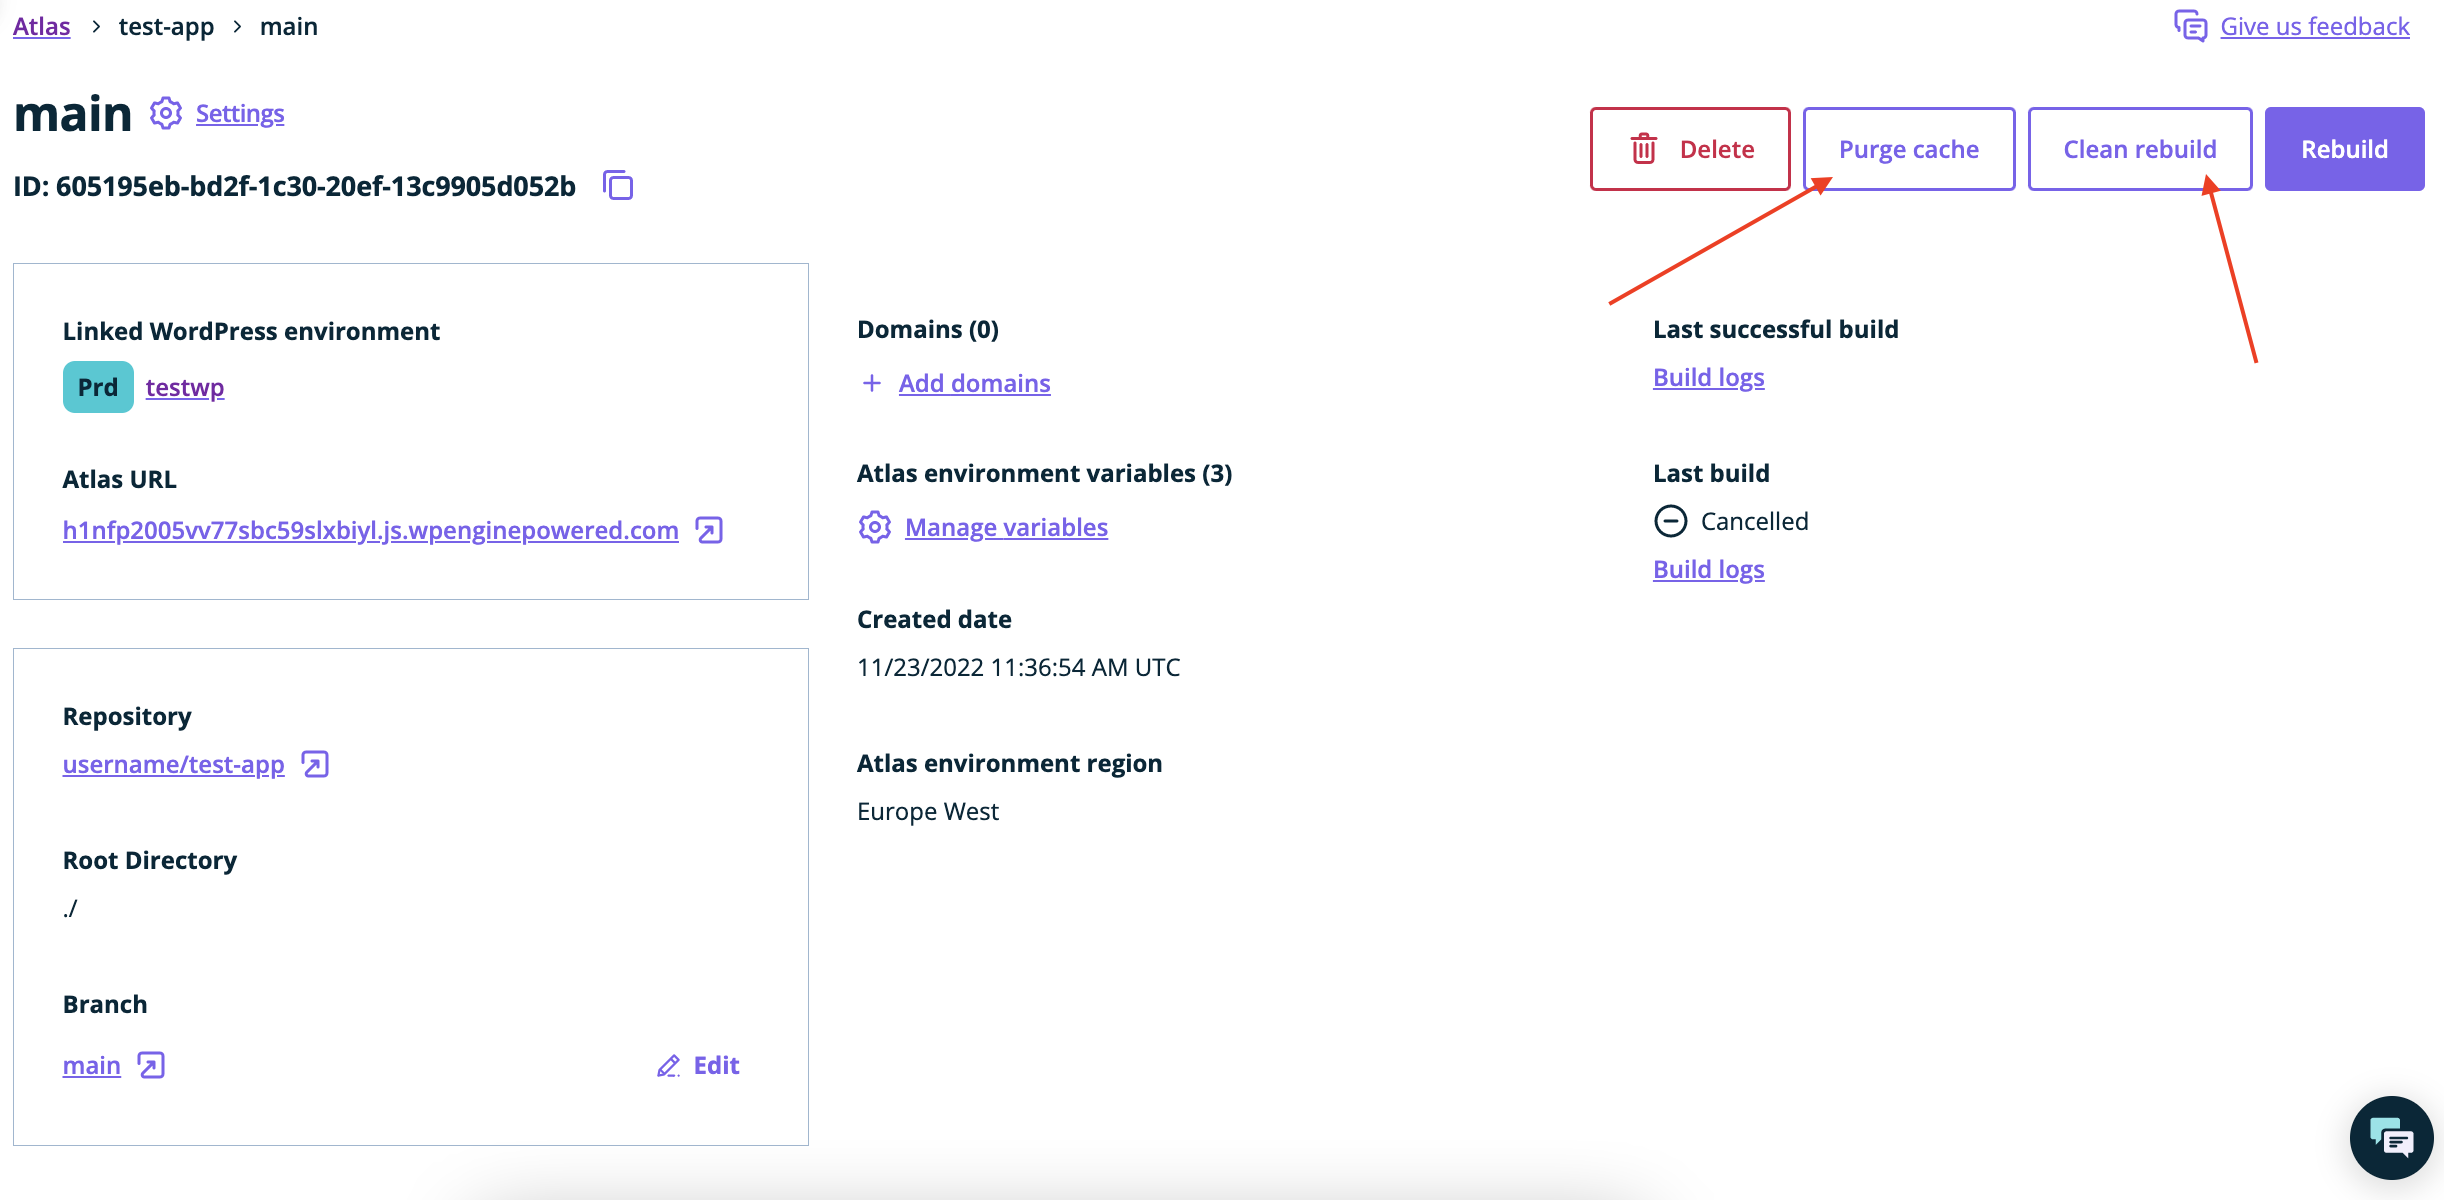 Atlas > test-app > main
Give us feedback
main Settings
Delete
Purge cache
Clean rebuild
Rebuild
ID: 605195eb-bd2f-1c30-20ef-13c9905d052b
Linked WordPress environment
Prd testwp
Atlas URL
h1nfp2005vv77sbc59slxbiyl.js.wpenginepowered.com
Repository
username/test-app
Root Directory
./
Branch
main
Edit
Domains (0)
+ Add domains
Atlas environment variables (3)
Manage variables
Created date
11/23/2022 11:36:54 AM UTC
Atlas environment region
Europe West
Last successful build
Build logs
Last build
Cancelled
Build logs